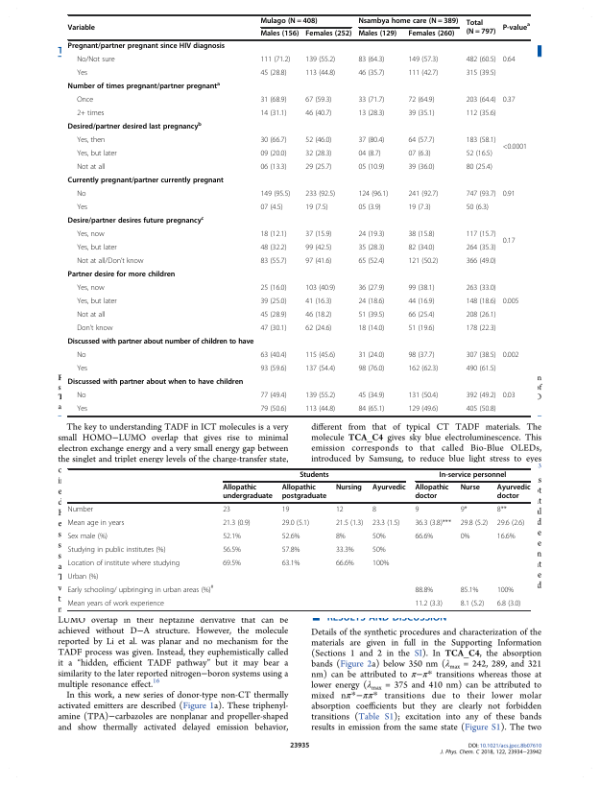 Variable Mulago (N = 408) Nsambya home care (N = 389) Total (N = 797) P-valueᵃ
Males (156) Females (252) Males (129) Females (260)
Pregnant/partner pregnant since HIV diagnosis
No/Not sure 111 (71.2) 139 (55.2) 83 (64.3) 149 (57.3) 482 (60.5) 0.64
Yes 45 (28.8) 113 (44.8) 46 (35.7) 111 (42.7) 315 (39.5)
Number of times pregnant/partner pregnantᵃ
Once 31 (68.9) 67 (59.3) 33 (71.7) 72 (64.9) 203 (64.4) 0.37
2+ times 14 (31.1) 46 (40.7) 13 (28.3) 39 (35.1) 112 (35.6)
Desired/partner desired last pregnancyᵇ
Yes, then 30 (66.7) 52 (46.0) 37 (80.4) 64 (57.7) 183 (58.1) <0.0001
Yes, but later 09 (20.0) 32 (28.3) 04 (8.7) 07 (6.3) 52 (16.5)
Not at all 06 (13.3) 29 (25.7) 05 (10.9) 39 (36.0) 80 (25.4)
Currently pregnant/partner currently pregnant
No 149 (95.5) 233 (92.5) 124 (96.1) 241 (92.7) 747 (93.7) 0.91
Yes 07 (4.5) 19 (7.5) 05 (3.9) 19 (7.3) 50 (6.3)
Desire/partner desires future pregnancyᶜ
Yes, now 18 (12.1) 37 (15.9) 24 (19.3) 38 (15.8) 117 (15.7) 0.17
Yes, but later 48 (32.2) 99 (42.5) 35 (28.3) 82 (34.0) 264 (35.3)
Not at all/Don't know 83 (55.7) 97 (41.6) 65 (52.4) 121 (50.2) 366 (49.0)
Partner desire for more children
Yes, now 25 (16.0) 103 (40.9) 36 (27.9) 99 (38.1) 263 (33.0)
Yes, but later 39 (25.0) 41 (16.3) 24 (18.6) 44 (16.9) 148 (18.6) 0.005
Not at all 45 (28.9) 46 (18.2) 51 (39.5) 66 (25.4) 208 (26.1)
Don't know 47 (30.1) 62 (24.6) 18 (14.0) 51 (19.6) 178 (22.3)
Discussed with partner about number of children to have
No 63 (40.4) 115 (45.6) 31 (24.0) 98 (37.7) 307 (38.5) 0.002
Yes 93 (59.6) 137 (54.4) 98 (76.0) 162 (62.3) 490 (61.5)
Discussed with partner about when to have children
No 77 (49.4) 139 (55.2) 45 (34.9) 131 (50.4) 392 (49.2) 0.03
Yes 79 (50.6) 113 (44.8) 84 (65.1) 129 (49.6) 405 (50.8)
The key to understanding TADF in ICT molecules is a very
small HOMO−LUMO overlap that gives rise to minimal
electron exchange energy and a very small energy gap between
the singlet and triplet energy levels of the charge-transfer state,
different from that of typical CT TADF materials. The
molecule TCA_C4 gives sky blue electroluminescence. This
emission corresponds to that called Bio-Blue OLEDs,
introduced by Samsung, to reduce blue light stress to eyes
Students In-service personnel
Allopathic undergraduate Allopathic postgraduate Nursing Ayurvedic Allopathic doctor Nurse Ayurvedic doctor
Number 23 19 12 8 9 9* 8**
Mean age in years 21.3 (0.9) 29.0 (5.1) 21.5 (1.3) 23.3 (1.5) 36.3 (3.8)*** 29.8 (5.2) 29.6 (2.6)
Sex male (%) 52.1% 52.6% 8% 50% 66.6% 0% 16.6%
Studying in public institutes (%) 56.5% 57.8% 33.3% 50%
Location of institute where studying 69.5% 63.1% 66.6% 100%
Urban (%)
Early schooling/ upbringing in urban areas (%)# 88.8% 85.1% 100%
Mean years of work experience 11.2 (3.3) 8.1 (5.2) 6.8 (3.0)
LUMO overlap in their heptazine derivative that can be
achieved without D−A structure. However, the molecule
reported by Li et al. was planar and no mechanism for the
TADF process was given. Instead, they euphemistically called
it a “hidden, efficient TADF pathway” but it may bear a
similarity to the later reported nitrogen−boron systems using a
multiple resonance effect.¹⁶
In this work, a new series of donor-type non-CT thermally
activated emitters are described (Figure 1a). These triphenyl-
amine (TPA)−carbazoles are nonplanar and propeller-shaped
and show thermally activated delayed emission behavior,
■ RESULTS AND DISCUSSION
Details of the synthetic procedures and characterization of the
materials are given in full in the Supporting Information
(Sections 1 and 2 in the SI). In TCA_C4, the absorption
bands (Figure 2a) below 350 nm (λmax = 242, 289, and 321
nm) can be attributed to π−π* transitions whereas those at
lower energy (λmax = 375 and 410 nm) can be attributed to
mixed nπ*−ππ* transitions due to their lower molar
absorption coefficients but they are clearly not forbidden
transitions (Table S1); excitation into any of these bands
results in emission from the same state (Figure S1). The two
23935
DOI: 10.1021/acs.jpcc.8b07610
J. Phys. Chem. C 2018, 122, 23934−23942